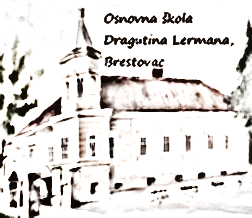 Osnovna škola
Dragutina Lermana,
Brestovac